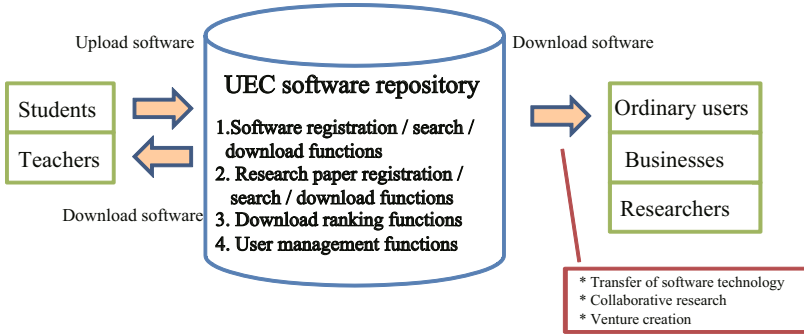 Upload software
Download software
Students
Teachers
Download software
UEC software repository
1.Software registration / search /
download functions
2. Research paper registration /
search / download functions
3. Download ranking functions
4. User management functions
Ordinary users
Businesses
Researchers
* Transfer of software technology
* Collaborative research
* Venture creation